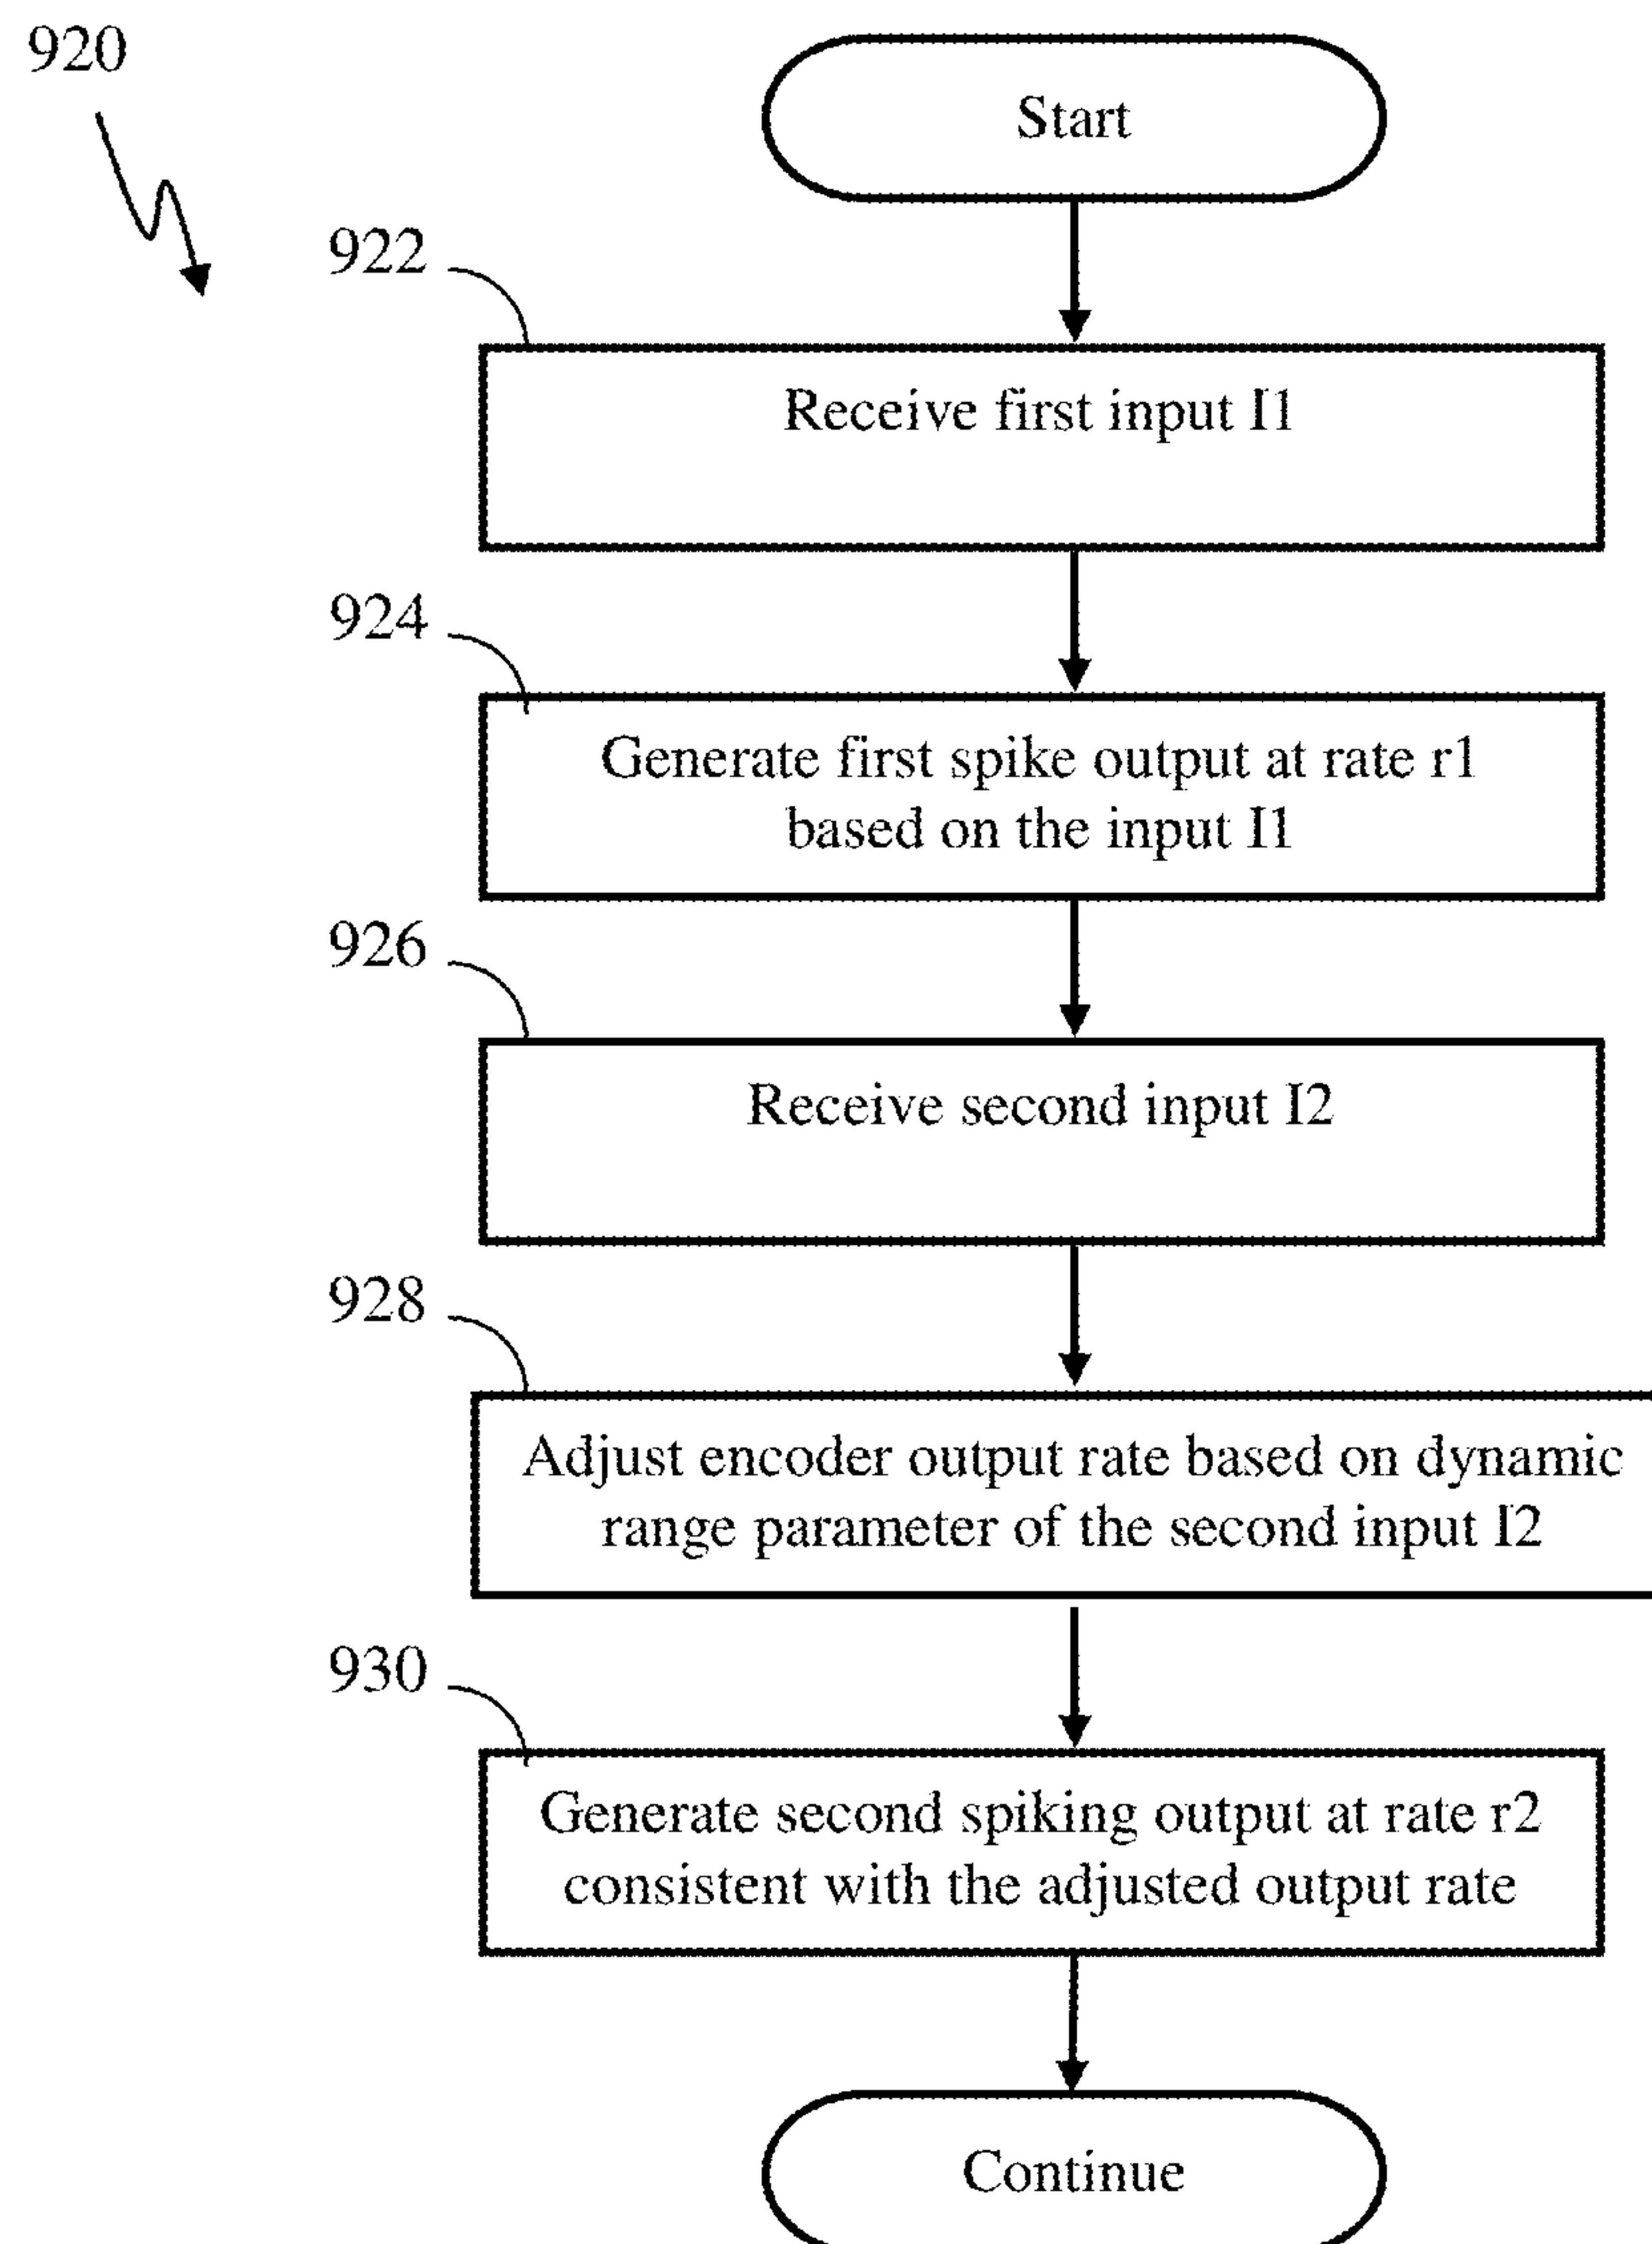 920
Start
922
Receive first input I1
924
Generate first spike output at rate r1
based on the input I1
926
Receive second input I2
928
Adjust encoder output rate based on dynamic
range parameter of the second input I2
930
Generate second spiking output at rate r2
consistent with the adjusted output rate
Continue